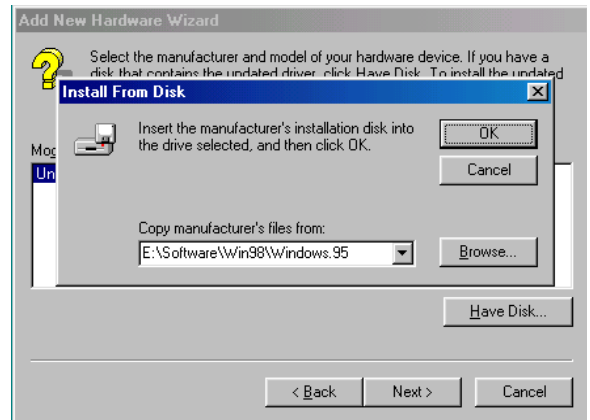 Add New Hardware Wizard
Select the manufacturer and model of your hardware device. If you have a
disk that contains the updated driver, click Have Disk. To install the updated
Install From Disk
Insert the manufacturer's installation disk into
the drive selected, and then click OK.
OK
Cancel
Copy manufacturer's files from:
E:\Software\Win98\Windows.95
Browse...
Have Disk...
< Back
Next >
Cancel